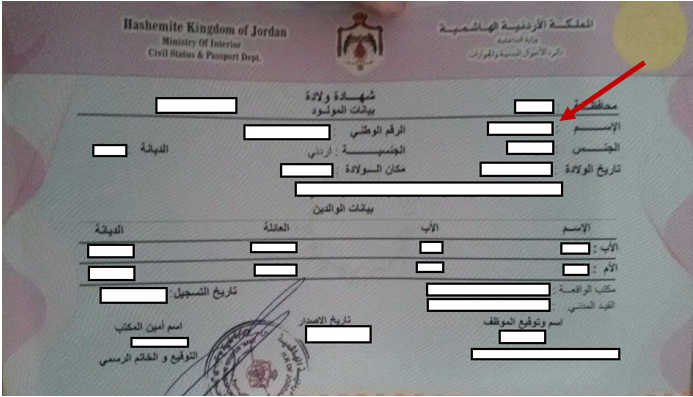 Hashemite Kingdom of Jordan
Ministry Of Interior
Civil Status & Passport Dept.
المملكة الأردنية الهاشمية
وزارة الداخلية
دائرة الأحوال المدنية والجوازات
شهادة ولادة
محافظة
بيانات المولود
الإسم :
الرقم الوطني
الجنس :
الجنسية : اردني
الديانة :
تاريخ الولادة :
مكان الولادة :
بيانات الوالدين
الإسم الأب العائلة الديانة
الأب :
الأم :
مكتب الواقعة :
تاريخ التسجيل :
القيد المدني :
اسم وتوقيع الموظف
تاريخ الاصدار
اسم أمين المكتب
التوقيع و الخاتم الرسمي